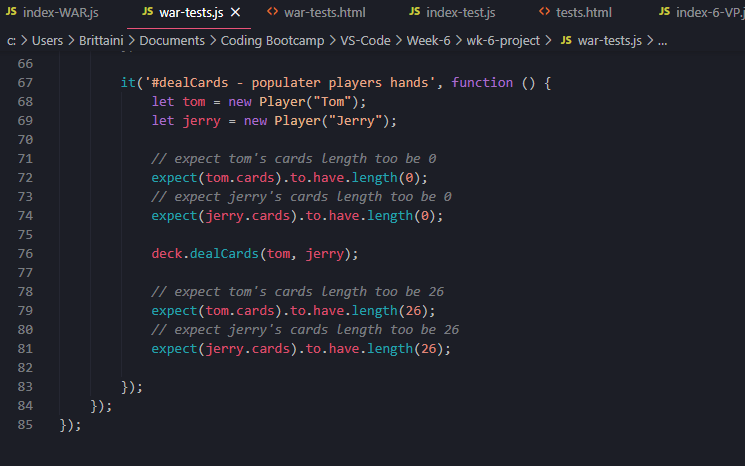 JS index-WAR.js JS war-tests.js × <> war-tests.html JS index-test.js <> tests.html JS index-6-VP.j
c: > Users > Brittaini > Documents > Coding Bootcamp > VS-Code > Week-6 > wk-6-project > JS war-tests.js > ...
66
67 it('#dealCards - populater players hands', function () {
68 let tom = new Player("Tom");
69 let jerry = new Player("Jerry");
70
71 // expect tom's cards length too be 0
72 expect(tom.cards).to.have.length(0);
73 // expect jerry's cards length too be 0
74 expect(jerry.cards).to.have.length(0);
75
76 deck.dealCards(tom, jerry);
77
78 // expect tom's cards length too be 26
79 expect(tom.cards).to.have.length(26);
80 // expect jerry's cards length too be 26
81 expect(jerry.cards).to.have.length(26);
82
83 });
84 });
85 });